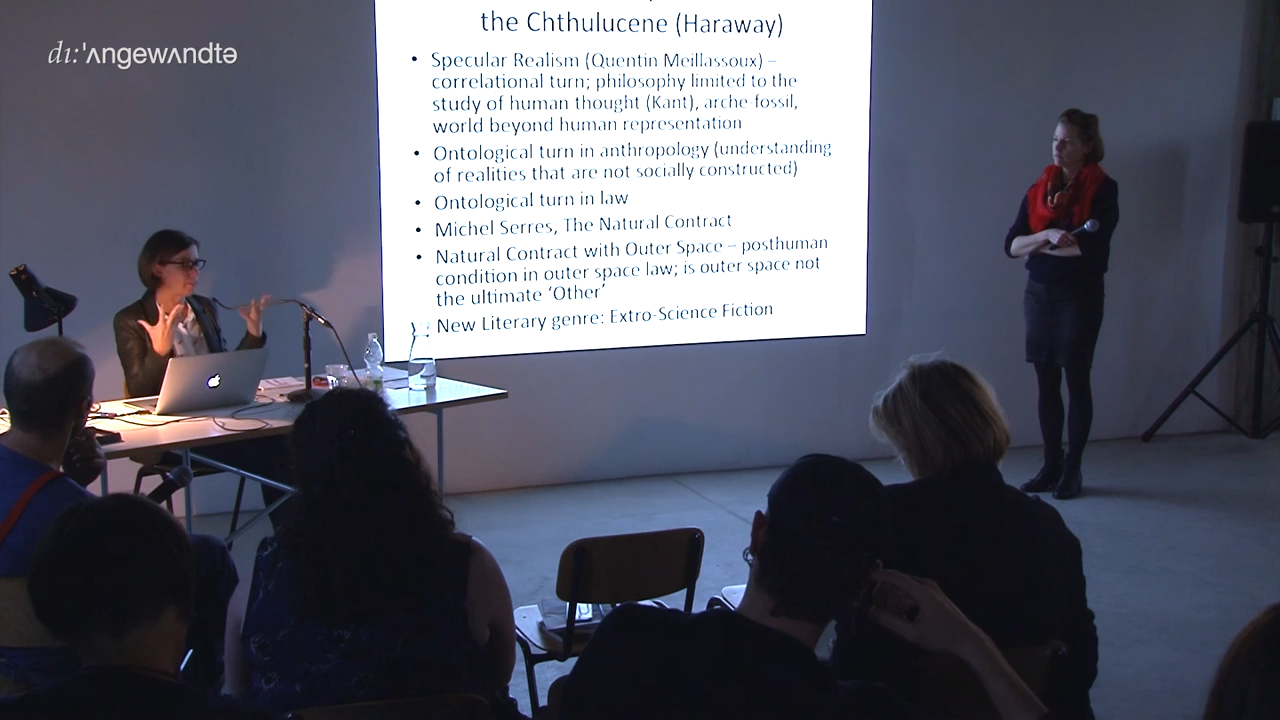 dı:ˈʌngewʌndtə
the Chthulucene (Haraway)
• Specular Realism (Quentin Meillassoux) –
correlational turn; philosophy limited to the
study of human thought (Kant), arche-fossil,
world beyond human representation
• Ontological turn in anthropology (understanding
of realities that are not socially constructed)
• Ontological turn in law
• Michel Serres, The Natural Contract
• Natural Contract with Outer Space – posthuman
condition in outer space law; is outer space not
the ultimate ‘Other’
New Literary genre: Extro-Science Fiction